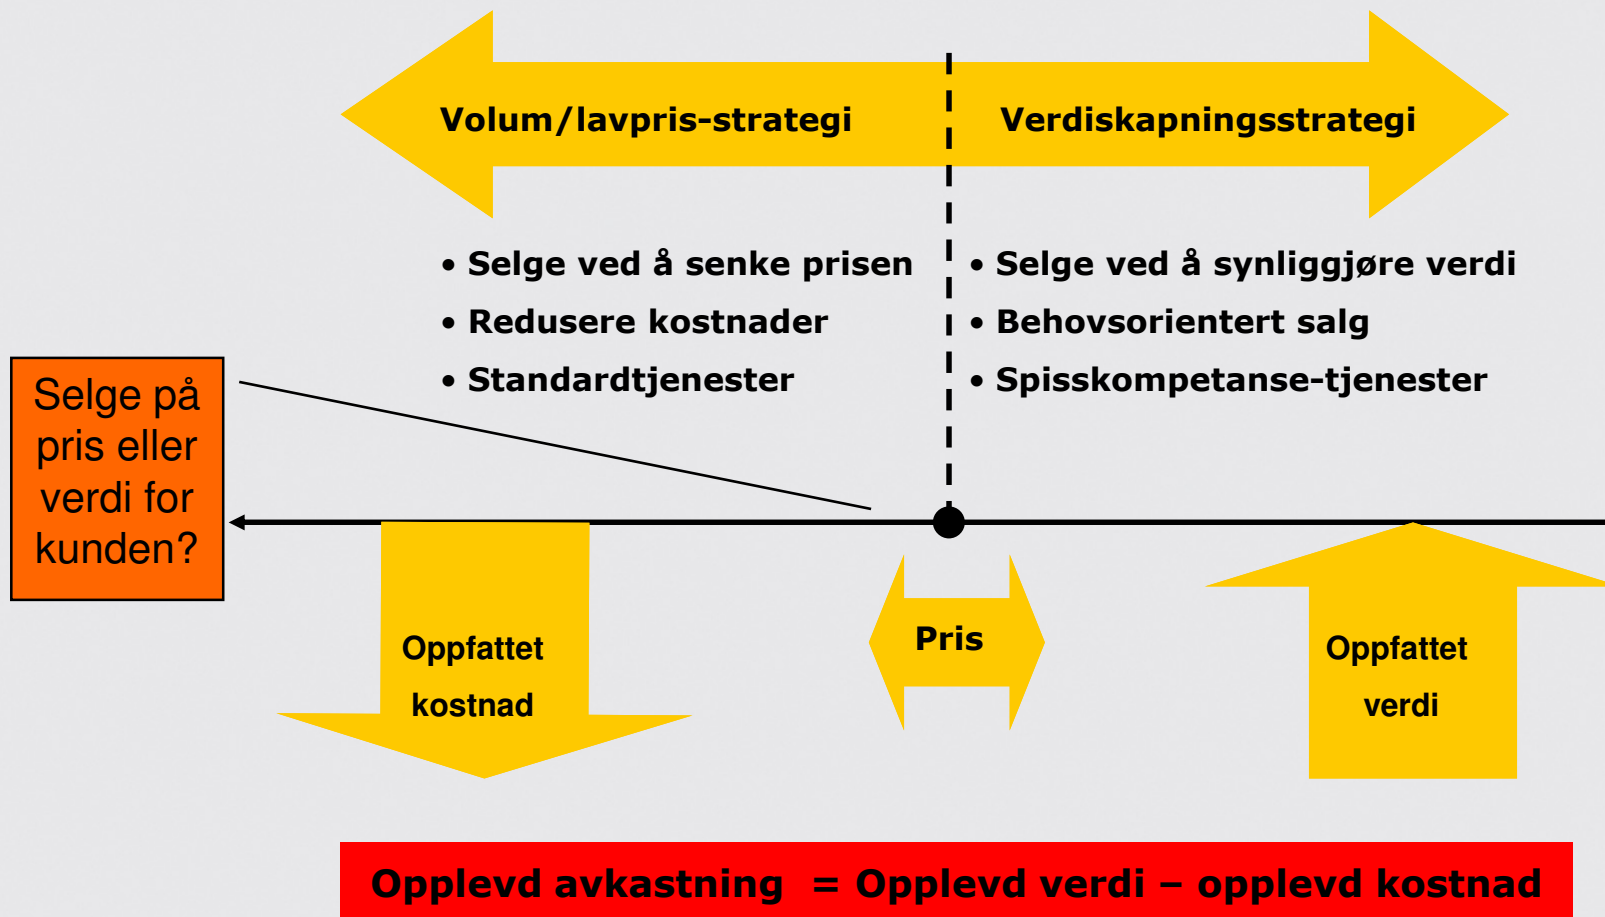 Volum/lavpris-strategi
Verdiskapningsstrategi
• Selge ved å senke prisen
• Redusere kostnader
• Standardtjenester
• Selge ved å synliggjøre verdi
• Behovsorientert salg
• Spisskompetanse-tjenester
Selge på
pris eller
verdi for
kunden?
Oppfattet
kostnad
Pris
Oppfattet
verdi
Opplevd avkastning = Opplevd verdi – opplevd kostnad